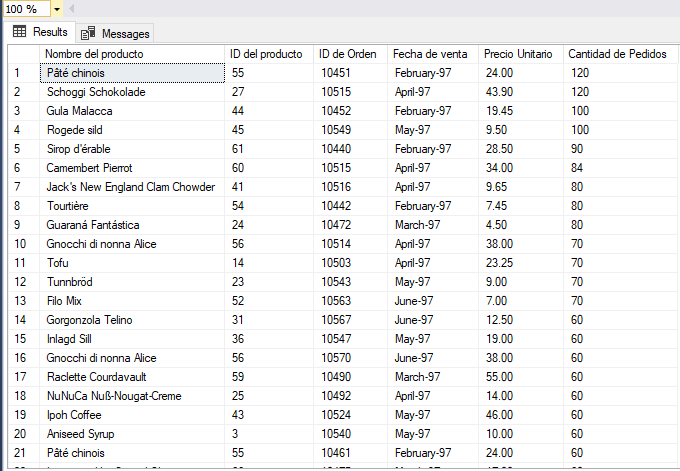 100 %
Results Messages
Nombre del producto ID del producto ID de Orden Fecha de venta Precio Unitario Cantidad de Pedidos
1 Pâté chinois 55 10451 February-97 24.00 120
2 Schoggi Schokolade 27 10515 April-97 43.90 120
3 Gula Malacca 44 10452 February-97 19.45 100
4 Rogede sild 45 10549 May-97 9.50 100
5 Sirop d'érable 61 10440 February-97 28.50 90
6 Camembert Pierrot 60 10515 April-97 34.00 84
7 Jack's New England Clam Chowder 41 10516 April-97 9.65 80
8 Tourtière 54 10442 February-97 7.45 80
9 Guaraná Fantástica 24 10472 March-97 4.50 80
10 Gnocchi di nonna Alice 56 10514 April-97 38.00 70
11 Tofu 14 10503 April-97 23.25 70
12 Tunnbröd 23 10543 May-97 9.00 70
13 Filo Mix 52 10563 June-97 7.00 70
14 Gorgonzola Telino 31 10567 June-97 12.50 60
15 Inlagd Sill 36 10547 May-97 19.00 60
16 Gnocchi di nonna Alice 56 10570 June-97 38.00 60
17 Raclette Courdavault 59 10490 March-97 55.00 60
18 NuNuCa Nuß-Nougat-Creme 25 10492 April-97 14.00 60
19 Ipoh Coffee 43 10524 May-97 46.00 60
20 Aniseed Syrup 3 10540 May-97 10.00 60
21 Pâté chinois 55 10461 February-97 24.00 60